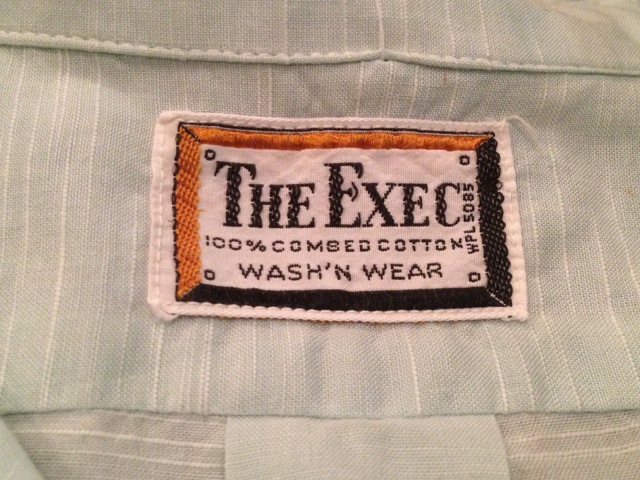 THE EXEC
WPL 5085
100% COMBED COTTON
WASH'N WEAR